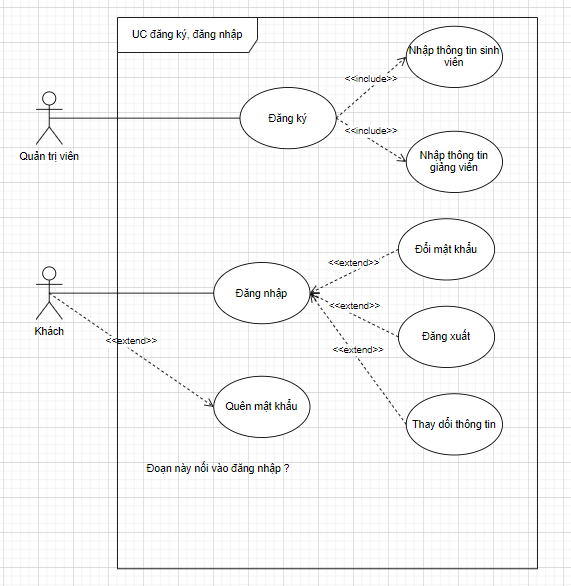 UC đăng ký, đăng nhập
Nhập thông tin sinh
viên
<<include>>
Đăng ký
<<include>>
Quản trị viên
Nhập thông tin
giảng viên
Đổi mật khẩu
<<extend>>
Đăng nhập
<<extend>>
Khách
Đăng xuất
<<extend>>
<<extend>>
Quên mật khẩu
Thay dổi thông tin
Đoạn này nối vào đăng nhập ?